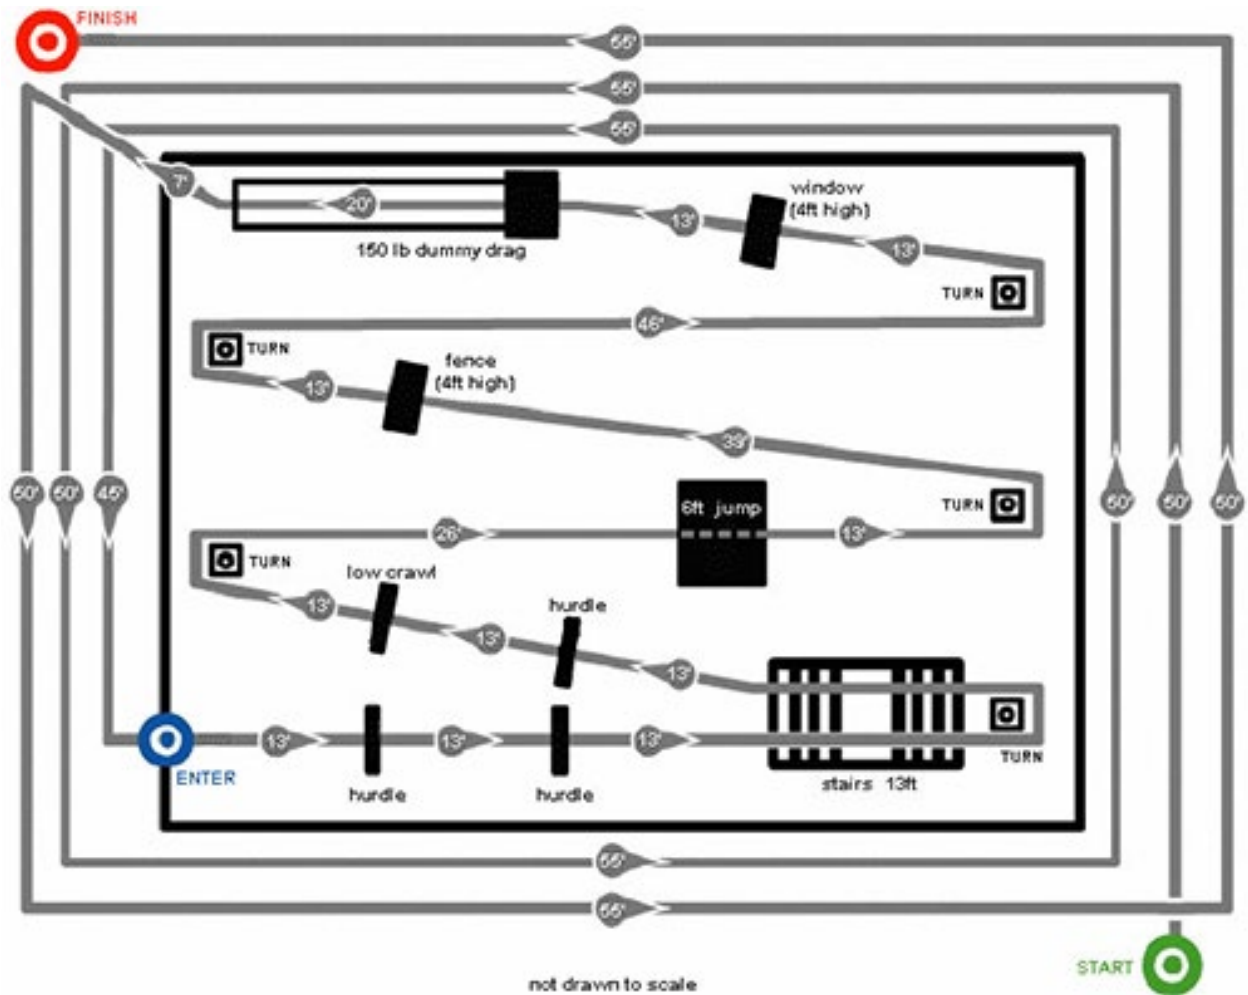 FINISH
55'
55'
55'
7'
20'
150 lb dummy drag
13'
window
(4ft high)
13'
TURN
46'
TURN
13'
fence
(4ft high)
39'
50'
50'
45'
50'
50'
50'
TURN
6ft jump
26'
13'
TURN
low crawl
13'
hurdle
13'
13'
TURN
13'
13'
13'
ENTER
hurdle
hurdle
stairs 13ft
55'
55'
START
not drawn to scale